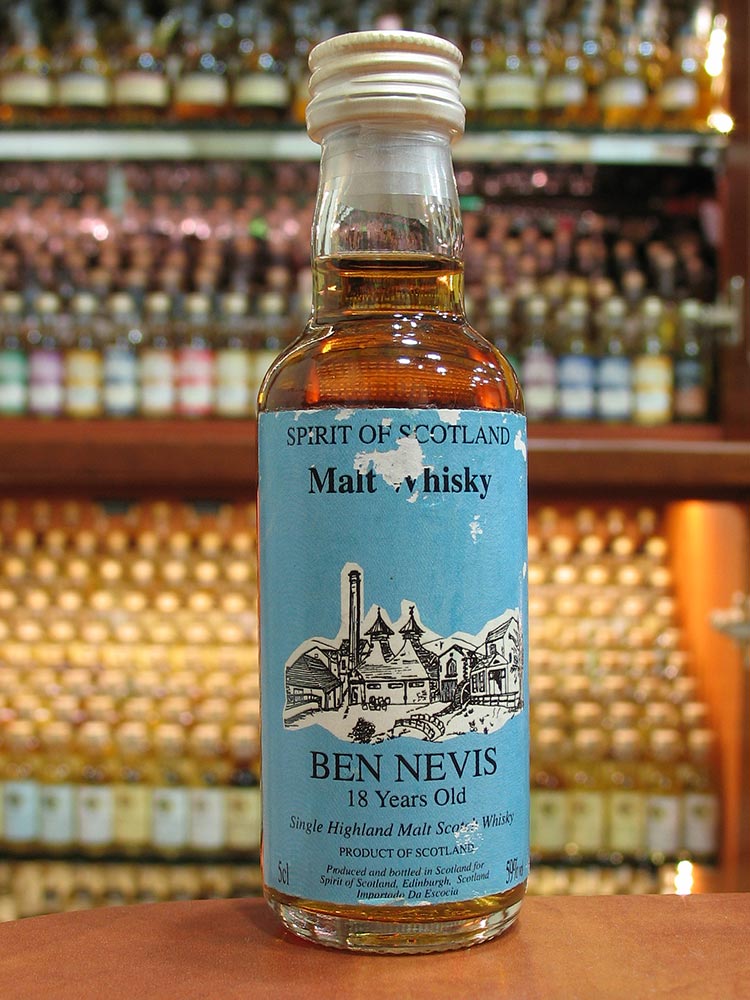 SPIRIT OF SCOTLAND
Malt Whisky
BEN NEVIS
18 Years Old
Single Highland Malt Scotch Whisky
PRODUCT OF SCOTLAND
Produced and bottled in Scotland for
5cl Spirit of Scotland, Edinburgh, Scotland 59%
Importado Da Escocia